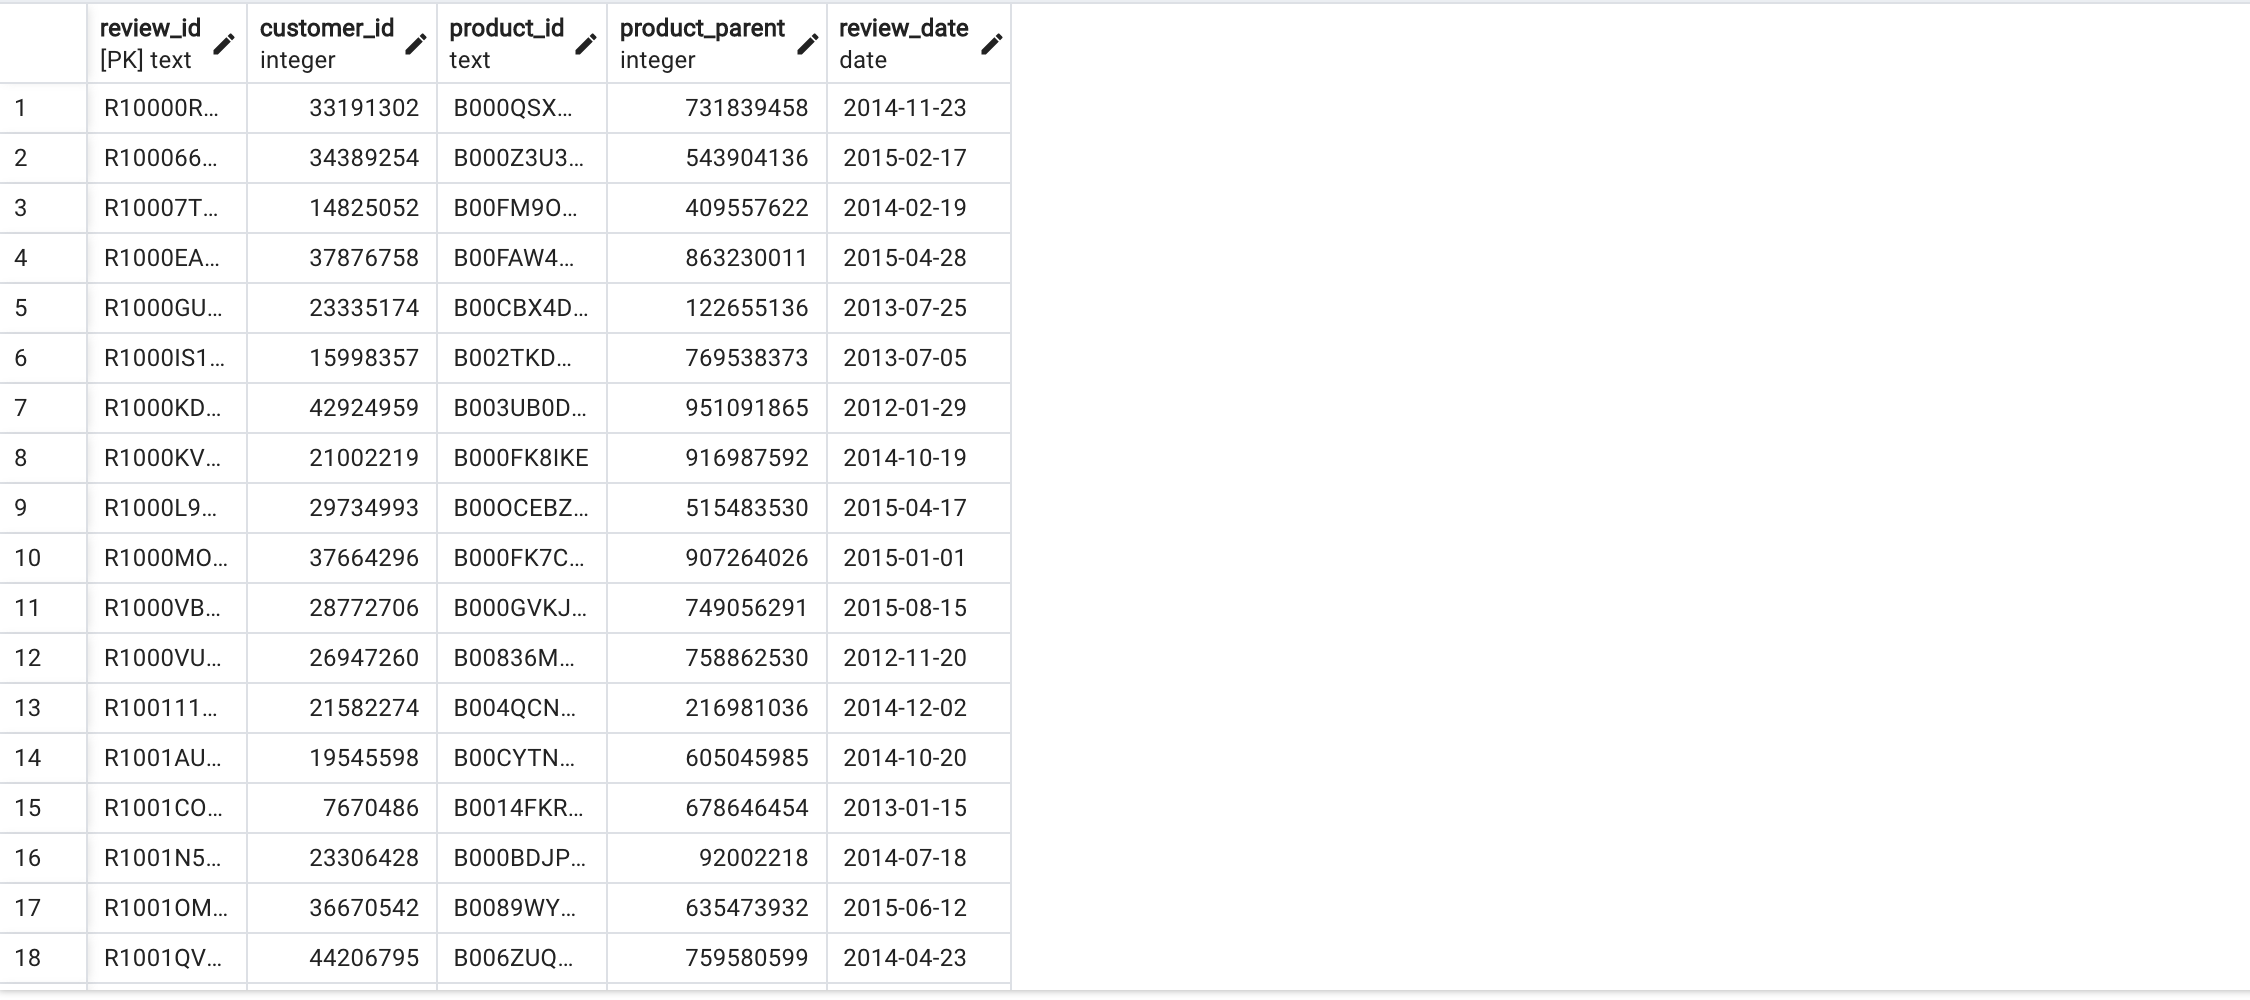 review_id customer_id product_id product_parent review_date
[PK] text integer text integer date
1 R10000R... 33191302 B000QSX... 731839458 2014-11-23
2 R100066... 34389254 B000Z3U3... 543904136 2015-02-17
3 R10007T... 14825052 B00FM9O... 409557622 2014-02-19
4 R1000EA... 37876758 B00FAW4... 863230011 2015-04-28
5 R1000GU... 23335174 B00CBX4D... 122655136 2013-07-25
6 R1000IS1... 15998357 B002TKD... 769538373 2013-07-05
7 R1000KD... 42924959 B003UB0D... 951091865 2012-01-29
8 R1000KV... 21002219 B000FK8IKE 916987592 2014-10-19
9 R1000L9... 29734993 B00OCEBZ... 515483530 2015-04-17
10 R1000MO... 37664296 B000FK7C... 907264026 2015-01-01
11 R1000VB... 28772706 B000GVKJ... 749056291 2015-08-15
12 R1000VU... 26947260 B00836M... 758862530 2012-11-20
13 R100111... 21582274 B004QCN... 216981036 2014-12-02
14 R1001AU... 19545598 B00CYTN... 605045985 2014-10-20
15 R1001CO... 7670486 B0014FKR... 678646454 2013-01-15
16 R1001N5... 23306428 B000BDJP... 92002218 2014-07-18
17 R1001OM... 36670542 B0089WY... 635473932 2015-06-12
18 R1001QV... 44206795 B006ZUQ... 759580599 2014-04-23